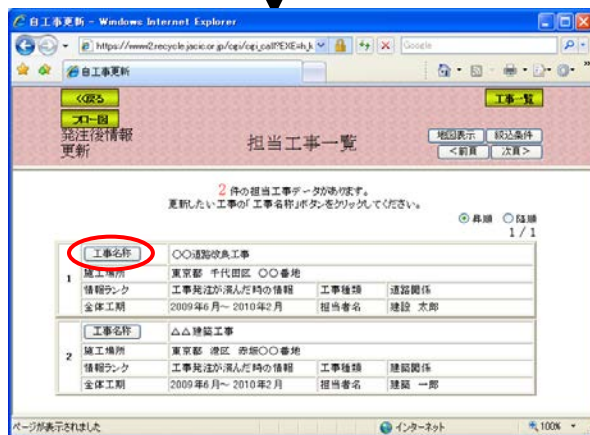 自工事更新 - Windows Internet Explorer
https://www2.recycle.jacic.or.jp/cgi/cgi_call?EXE=h_k
Google
自工事更新
<<戻る
工事一覧
フロー図
発注後情報
更新
担当工事一覧
地図表示 絞込条件
<前頁 次頁>
2 件の担当工事データがあります。
更新したい工事の「工事名称」ボタンをクリックしてください。
昇順 降順
1 / 1
工事名称 〇〇道路改良工事
1 施工場所 東京都 千代田区 〇〇番地
情報ランク 工事発注が済んだ時の情報 工事種類 道路関係
全体工期 2009年6月～ 2010年2月 担当者名 建設 太郎
工事名称 △△建築工事
2 施工場所 東京都 港区 赤坂〇〇番地
情報ランク 工事発注が済んだ時の情報 工事種類 建築関係
全体工期 2009年6月～ 2010年2月 担当者名 建築 一郎
ページが表示されました インターネット 100%